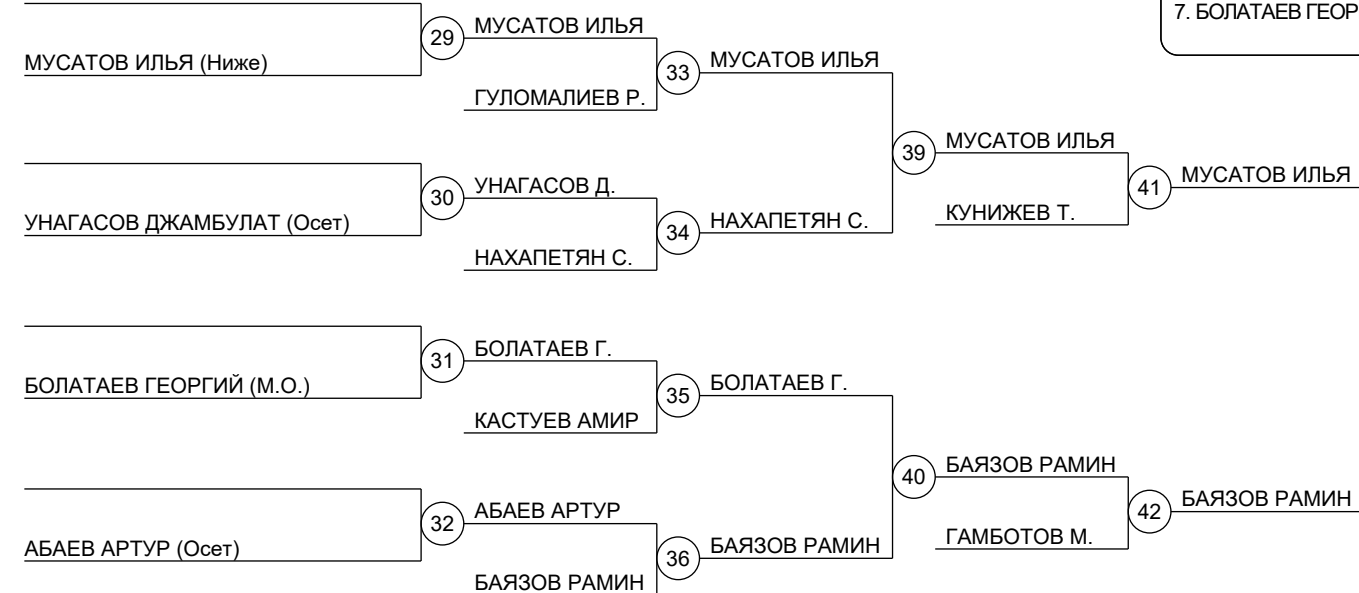 7. БОЛАТАЕВ ГЕОР
29
МУСАТОВ ИЛЬЯ
МУСАТОВ ИЛЬЯ (Ниже)
33
МУСАТОВ ИЛЬЯ
ГУЛОМАЛИЕВ Р.
39
МУСАТОВ ИЛЬЯ
41
МУСАТОВ ИЛЬЯ
30
УНАГАСОВ Д.
УНАГАСОВ ДЖАМБУЛАТ (Осет)
34
НАХАПЕТЯН С.
КУНИЖЕВ Т.
НАХАПЕТЯН С.
31
БОЛАТАЕВ Г.
БОЛАТАЕВ ГЕОРГИЙ (М.О.)
35
БОЛАТАЕВ Г.
КАСТУЕВ АМИР
40
БАЯЗОВ РАМИН
42
БАЯЗОВ РАМИН
32
АБАЕВ АРТУР
АБАЕВ АРТУР (Осет)
36
БАЯЗОВ РАМИН
ГАМБОТОВ М.
БАЯЗОВ РАМИН